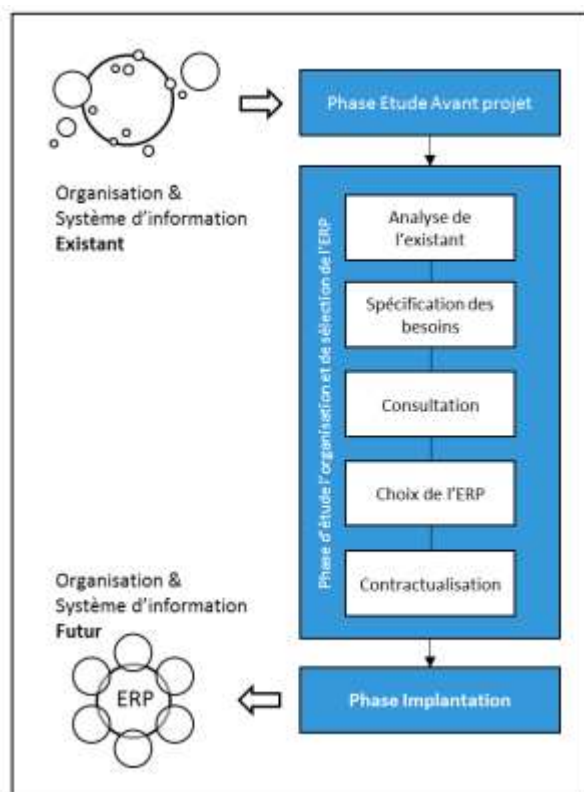 Phase Etude Avant projet
Organisation &
Système d'information
Existant
Phase d'étude l'organisation et de sélection de l'ERP
Analyse de
l'existant
Spécification des
besoins
Consultation
Choix de l'ERP
Contractualisation
Organisation &
Système d'information
Futur
ERP
Phase Implantation